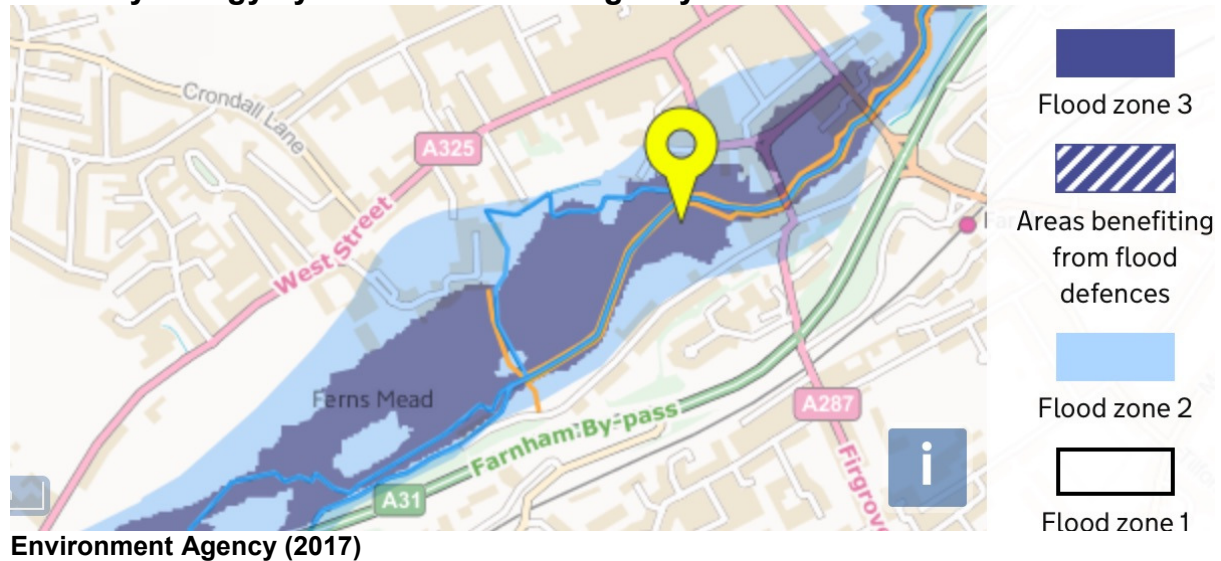 Crondall Lane
A325
West Street
Ferns Mead
Farnham By-pass
A31
A287
Firgrove
i
Flood zone 3
Areas benefiting
from flood
defences
Flood zone 2
Flood zone 1
Environment Agency (2017)